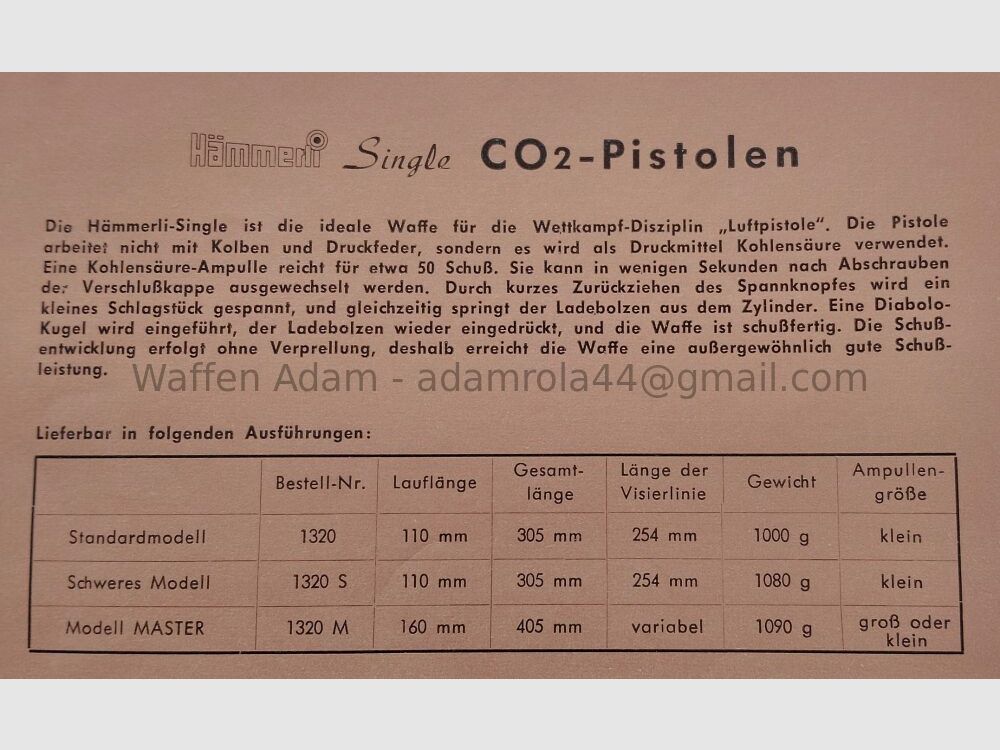 Hämmerli Single CO2-Pistolen
Die Hämmerli-Single ist die ideale Waffe für die Wettkampf-Disziplin „Luftpistole“. Die Pistole
arbeitet nicht mit Kolben und Druckfeder, sondern es wird als Druckmittel Kohlensäure verwendet.
Eine Kohlensäure-Ampulle reicht für etwa 50 Schuß. Sie kann in wenigen Sekunden nach Abschrauben
der Verschlußkappe ausgewechselt werden. Durch kurzes Zurückziehen des Spannknopfes wird ein
kleines Schlagstück gespannt, und gleichzeitig springt der Ladebolzen aus dem Zylinder. Eine Diabolo-
Kugel wird eingeführt, der Ladebolzen wieder eingedrückt, und die Waffe ist schußfertig. Die Schuß-
entwicklung erfolgt ohne Verprellung, deshalb erreicht die Waffe eine außergewöhnlich gute Schuß-
leistung.
Waffen Adam - adamrola44@gmail.com
Lieferbar in folgenden Ausführungen:
Bestell-Nr. Lauflänge Gesamt- länge Länge der Visierlinie Gewicht Ampullen- größe
Standardmodell 1320 110 mm 305 mm 254 mm 1000 g klein
Schweres Modell 1320 S 110 mm 305 mm 254 mm 1080 g klein
Modell MASTER 1320 M 160 mm 405 mm variabel 1090 g groß oder klein